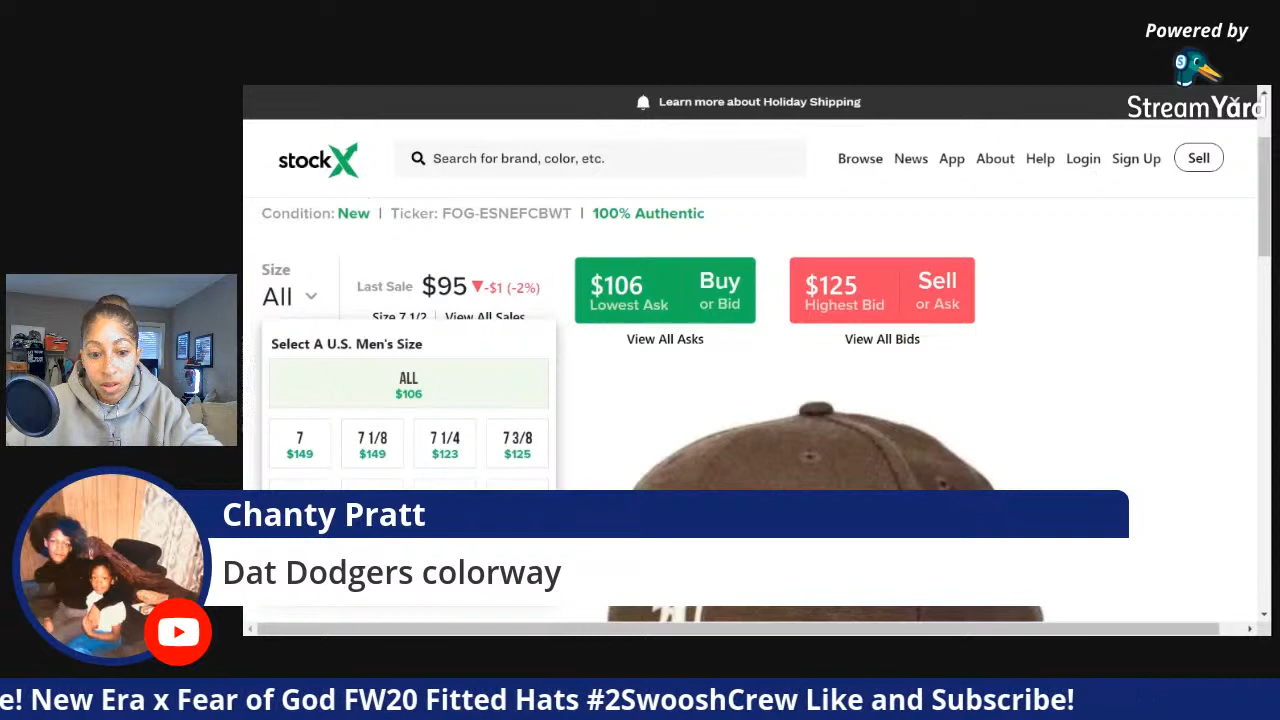 Powered by
StreamYard
Learn more about Holiday Shipping
stockX
Search for brand, color, etc.
Browse News App About Help Login Sign Up Sell
Condition: New | Ticker: FOG-ESNEFCBWT | 100% Authentic
Size
All
Last Sale $95 ▼-$1 (-2%)
Size 7 1/2 | View All Sales
$106 Buy
Lowest Ask or Bid
View All Asks
$125 Sell
Highest Bid or Ask
View All Bids
Select A U.S. Men's Size
ALL
$106
7 7 1/8 7 1/4 7 3/8
$149 $149 $123 $125
Chanty Pratt
Dat Dodgers colorway
e! New Era x Fear of God FW20 Fitted Hats #2SwooshCrew Like and Subscribe!